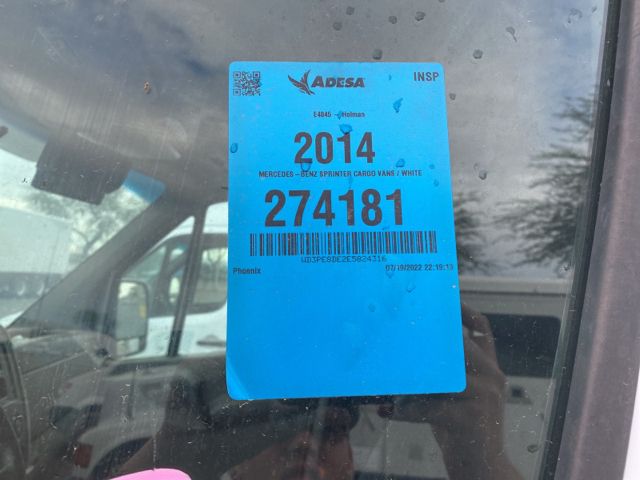 ADESA
INSP
E4045 - Holman
2014
MERCEDES-BENZ SPRINTER CARGO VANS / WHITE
274181
WD3PE8DE2E5824316
Phoenix
07/19/2022 22:19:13